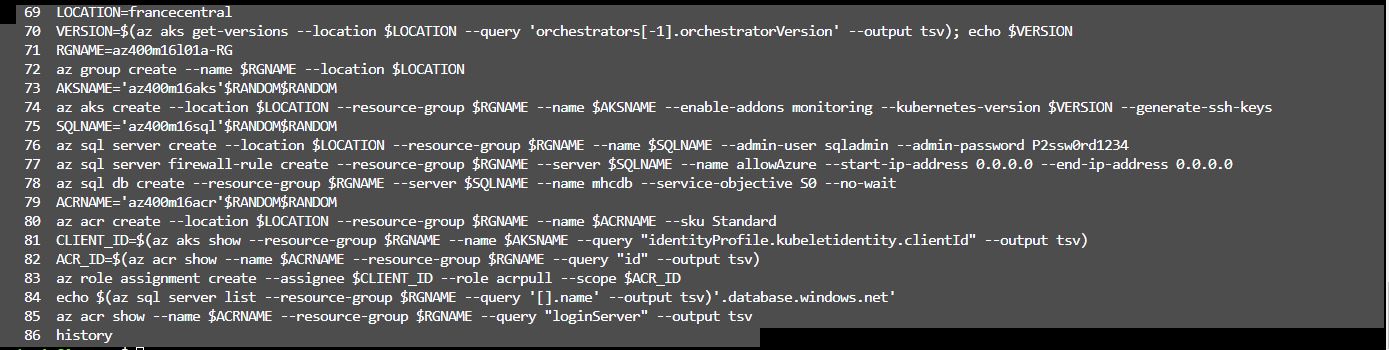 69 LOCATION=francecentral
70 VERSION=$(az aks get-versions --location $LOCATION --query 'orchestrators[-1].orchestratorVersion' --output tsv); echo $VERSION
71 RGNAME=az400m16l01a-RG
72 az group create --name $RGNAME --location $LOCATION
73 AKSNAME='az400m16aks'$RANDOM$RANDOM
74 az aks create --location $LOCATION --resource-group $RGNAME --name $AKSNAME --enable-addons monitoring --kubernetes-version $VERSION --generate-ssh-keys
75 SQLNAME='az400m16sql'$RANDOM$RANDOM
76 az sql server create --location $LOCATION --resource-group $RGNAME --name $SQLNAME --admin-user sqladmin --admin-password P2ssw0rd1234
77 az sql server firewall-rule create --resource-group $RGNAME --server $SQLNAME --name allowAzure --start-ip-address 0.0.0.0 --end-ip-address 0.0.0.0
78 az sql db create --resource-group $RGNAME --server $SQLNAME --name mhcdb --service-objective S0 --no-wait
79 ACRNAME='az400m16acr'$RANDOM$RANDOM
80 az acr create --location $LOCATION --resource-group $RGNAME --name $ACRNAME --sku Standard
81 CLIENT_ID=$(az aks show --resource-group $RGNAME --name $AKSNAME --query "identityProfile.kubeletidentity.clientId" --output tsv)
82 ACR_ID=$(az acr show --name $ACRNAME --resource-group $RGNAME --query "id" --output tsv)
83 az role assignment create --assignee $CLIENT_ID --role acrpull --scope $ACR_ID
84 echo $(az sql server list --resource-group $RGNAME --query '[].name' --output tsv)'.database.windows.net'
85 az acr show --name $ACRNAME --resource-group $RGNAME --query "loginServer" --output tsv
86 history